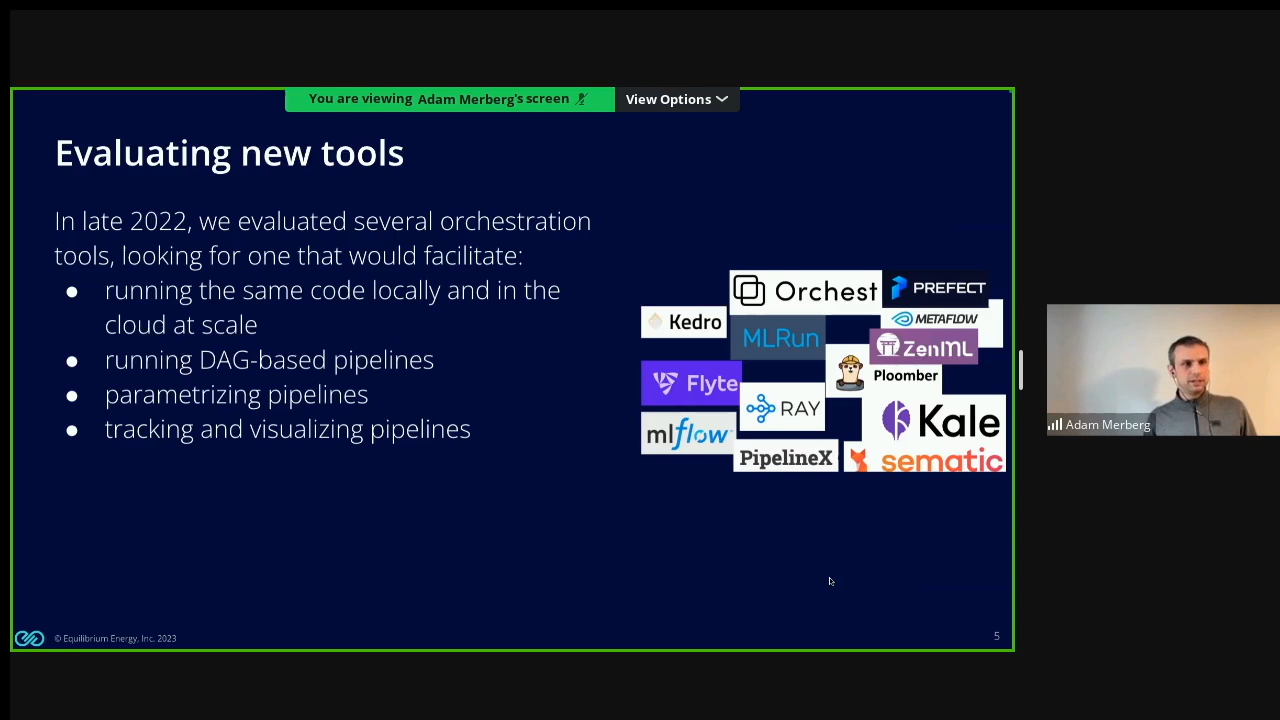 You are viewing Adam Merberg's screen
View Options
Evaluating new tools
In late 2022, we evaluated several orchestration
tools, looking for one that would facilitate:
● running the same code locally and in the
cloud at scale
● running DAG-based pipelines
● parametrizing pipelines
● tracking and visualizing pipelines
Orchest
PREFECT
Kedro
METAFLOW
MLRun
ZenML
Ploomber
Flyte
RAY
Kale
mlflow
PipelineX
sematic
Adam Merberg
© Equilibrium Energy, Inc. 2023
5